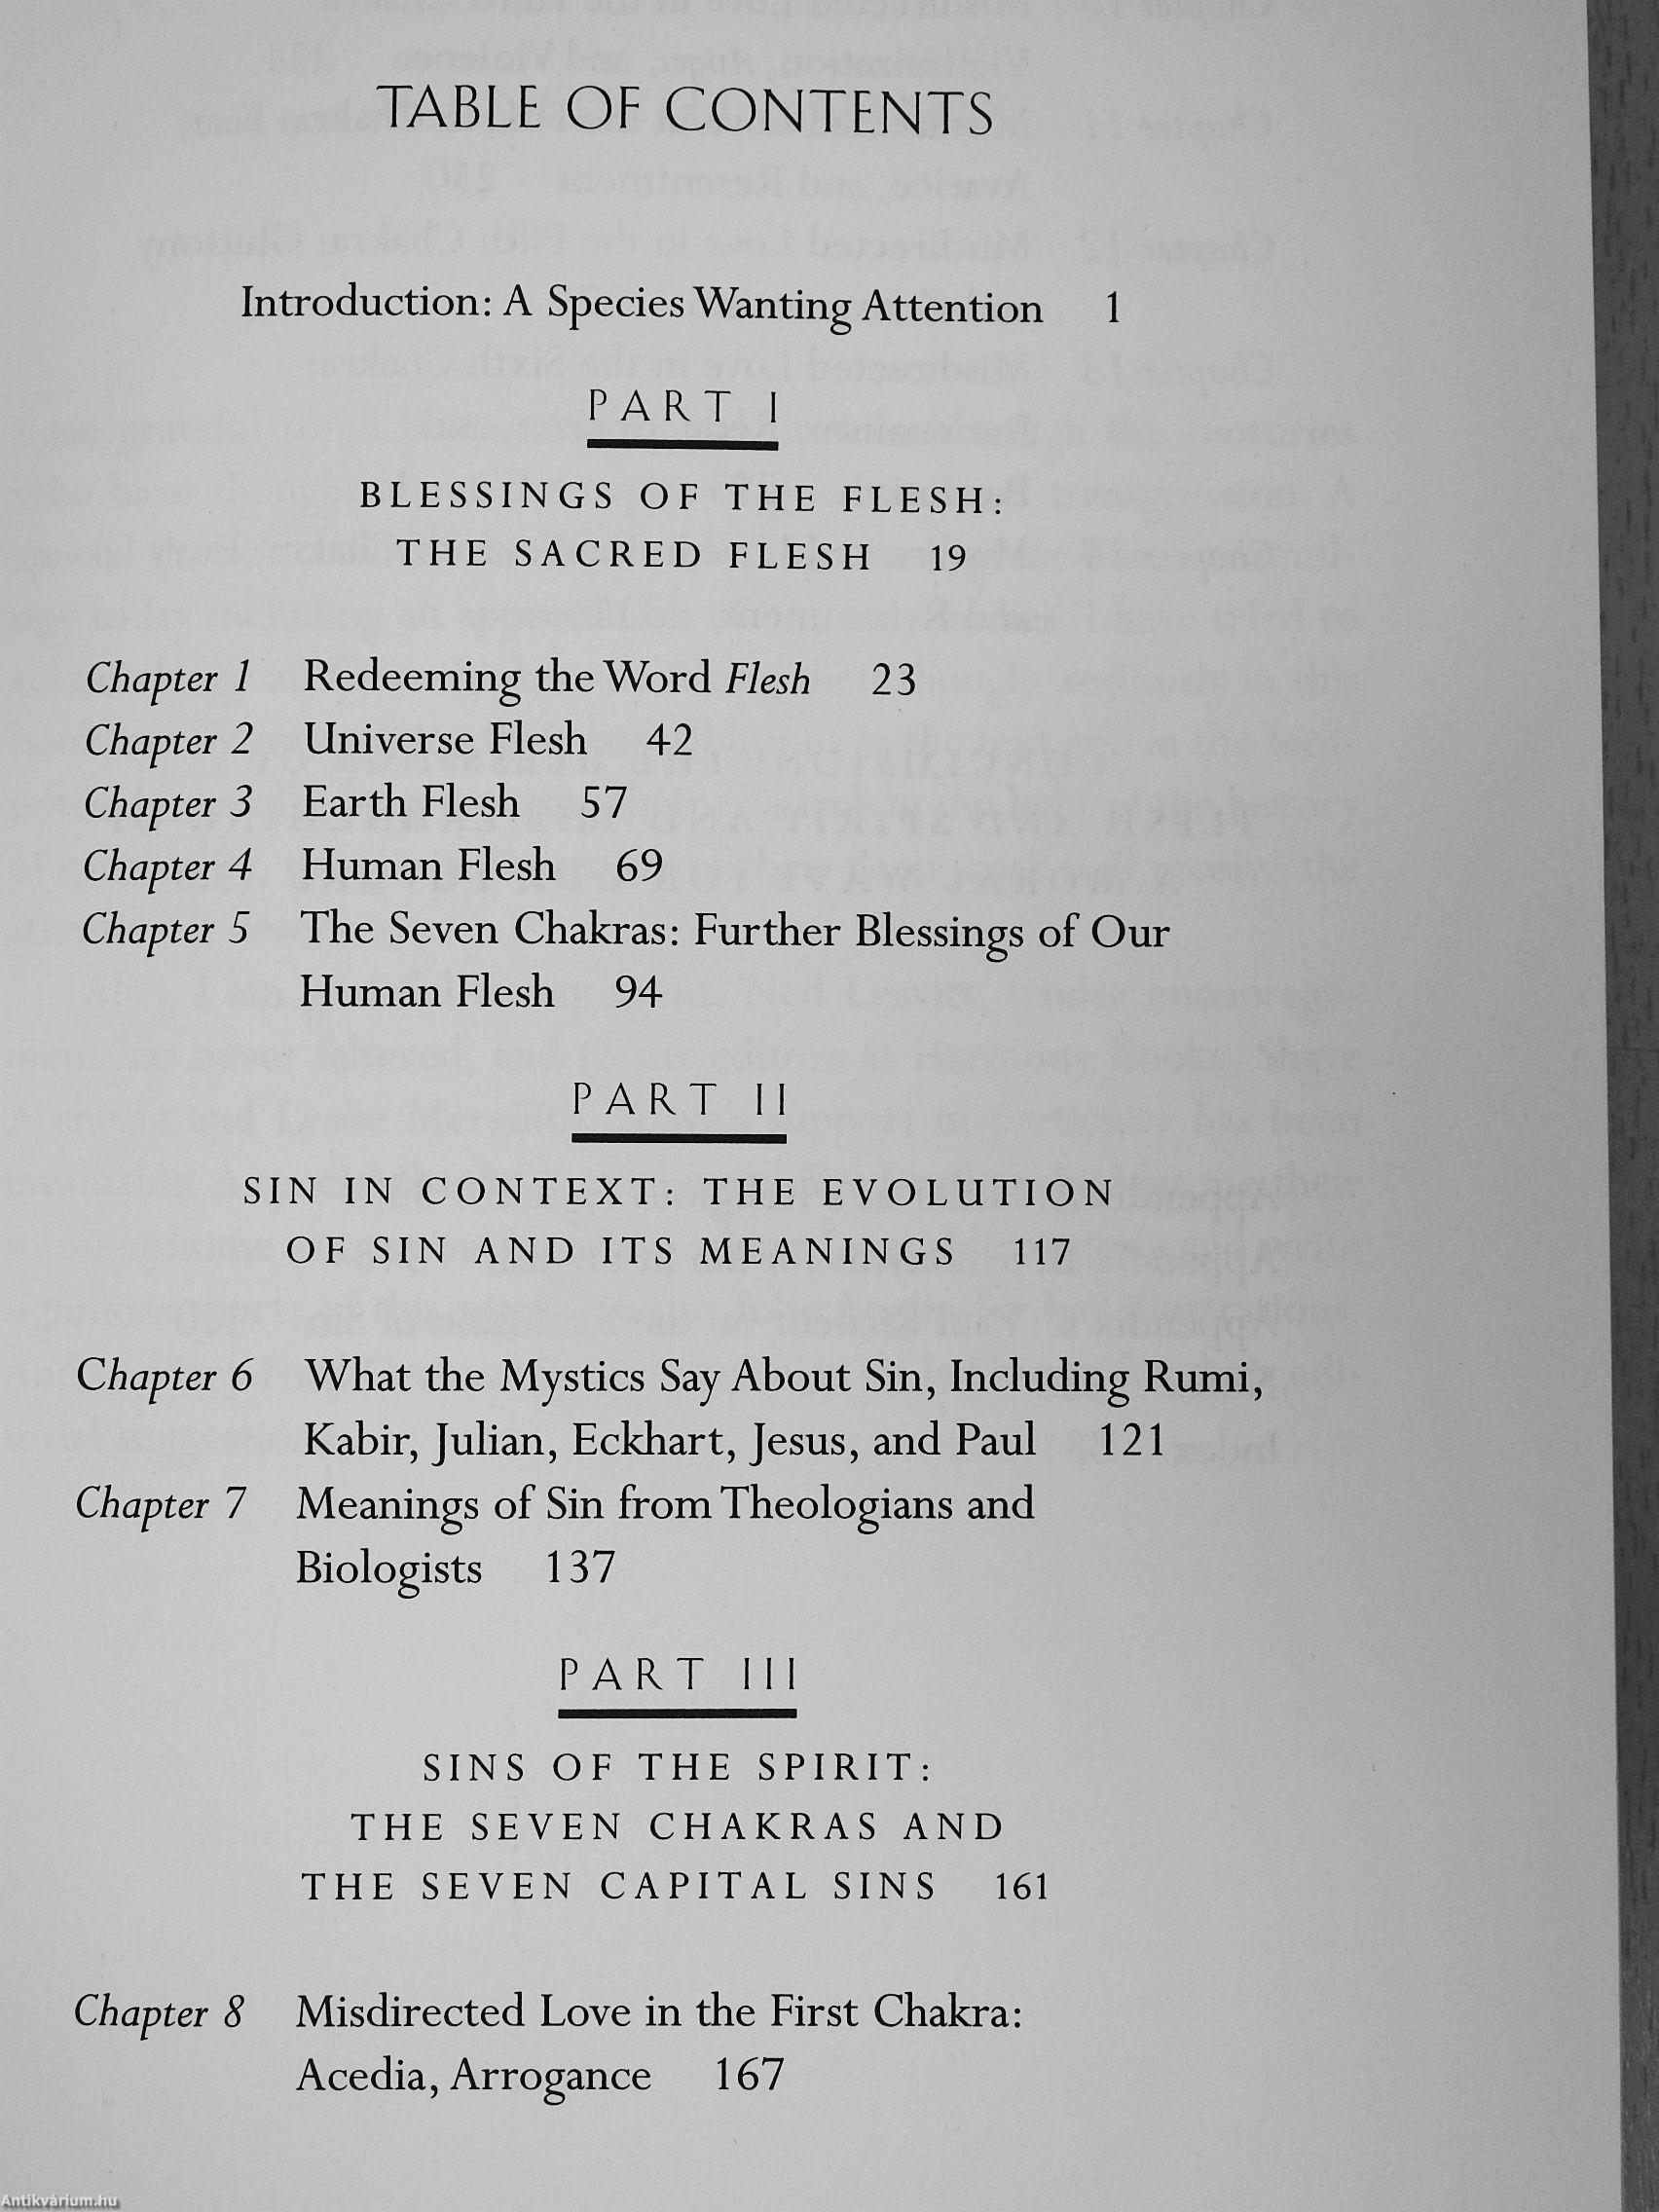 TABLE OF CONTENTS
Introduction: A Species Wanting Attention 1
PART I
BLESSINGS OF THE FLESH:
THE SACRED FLESH 19
Chapter 1 Redeeming the Word Flesh 23
Chapter 2 Universe Flesh 42
Chapter 3 Earth Flesh 57
Chapter 4 Human Flesh 69
Chapter 5 The Seven Chakras: Further Blessings of Our
Human Flesh 94
PART II
SIN IN CONTEXT: THE EVOLUTION
OF SIN AND ITS MEANINGS 117
Chapter 6 What the Mystics Say About Sin, Including Rumi,
Kabir, Julian, Eckhart, Jesus, and Paul 121
Chapter 7 Meanings of Sin from Theologians and
Biologists 137
PART III
SINS OF THE SPIRIT:
THE SEVEN CHAKRAS AND
THE SEVEN CAPITAL SINS 161
Chapter 8 Misdirected Love in the First Chakra:
Acedia, Arrogance 167
Antikvárium.hu